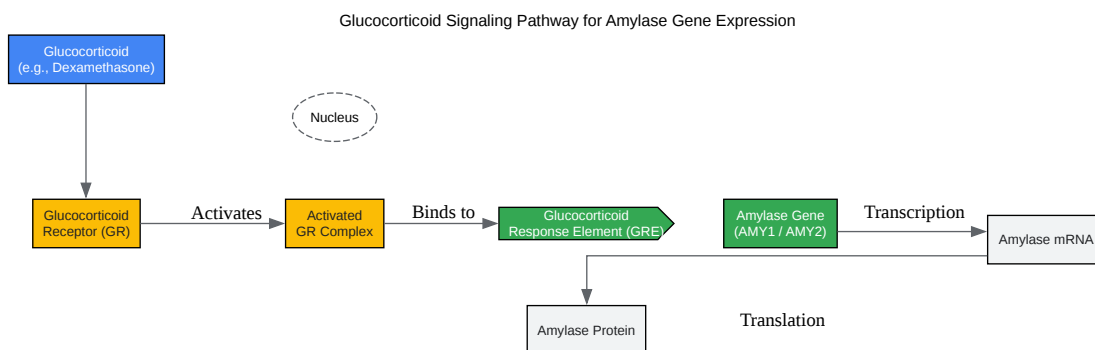 Glucocorticoid Signaling Pathway for Amylase Gene Expression
Glucocorticoid
(e.g., Dexamethasone)
Nucleus
Glucocorticoid
Receptor (GR)
Activates
Activated
GR Complex
Binds to
Glucocorticoid
Response Element (GRE)
Amylase Gene
(AMY1 / AMY2)
Transcription
Amylase mRNA
Amylase Protein
Translation